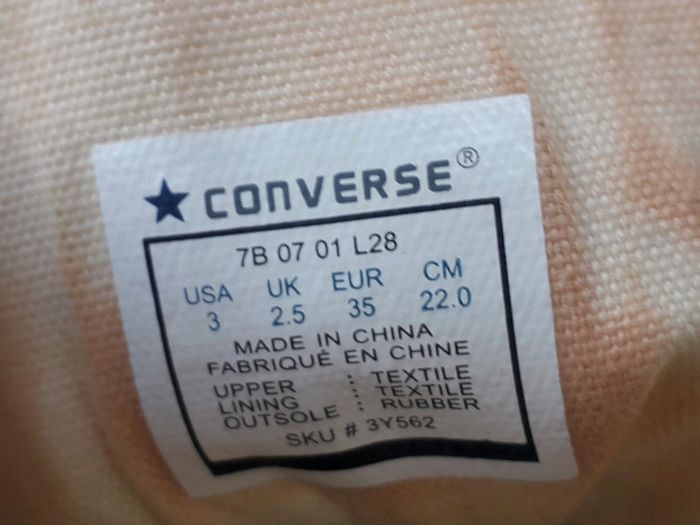 ★ CONVERSE®
7B 07 01 L28
USA UK EUR CM
3 2.5 35 22.0
MADE IN CHINA
FABRIQUÉ EN CHINE
UPPER : TEXTILE
LINING : TEXTILE
OUTSOLE : RUBBER
SKU # 3Y562